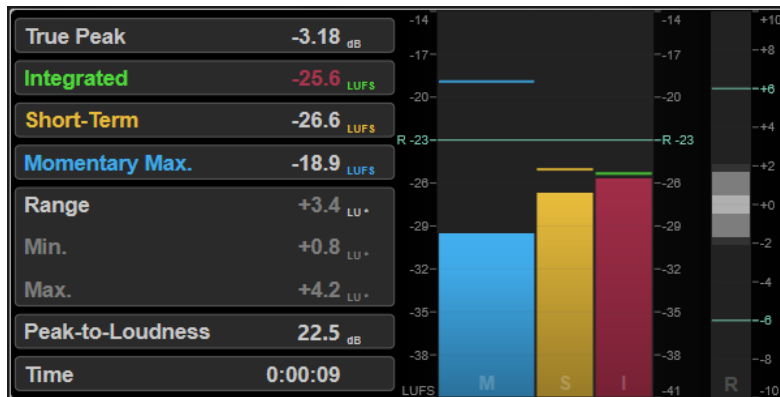 True Peak -3.18 dB
Integrated -25.6 LUFS
Short-Term -26.6 LUFS
Momentary Max. -18.9 LUFS
Range +3.4 LU*
Min. +0.8 LU*
Max. +4.2 LU*
Peak-to-Loudness 22.5 dB
Time 0:00:09
-14 -14 +10
-17 -17 +8
-20 -20 +6
R -23 R -23 +4
-26 -26 +2
-29 -29 +0
-32 -32 -2
-35 -35 -4
-38 -38 -6
-8
LUFS M S I -41 R -10